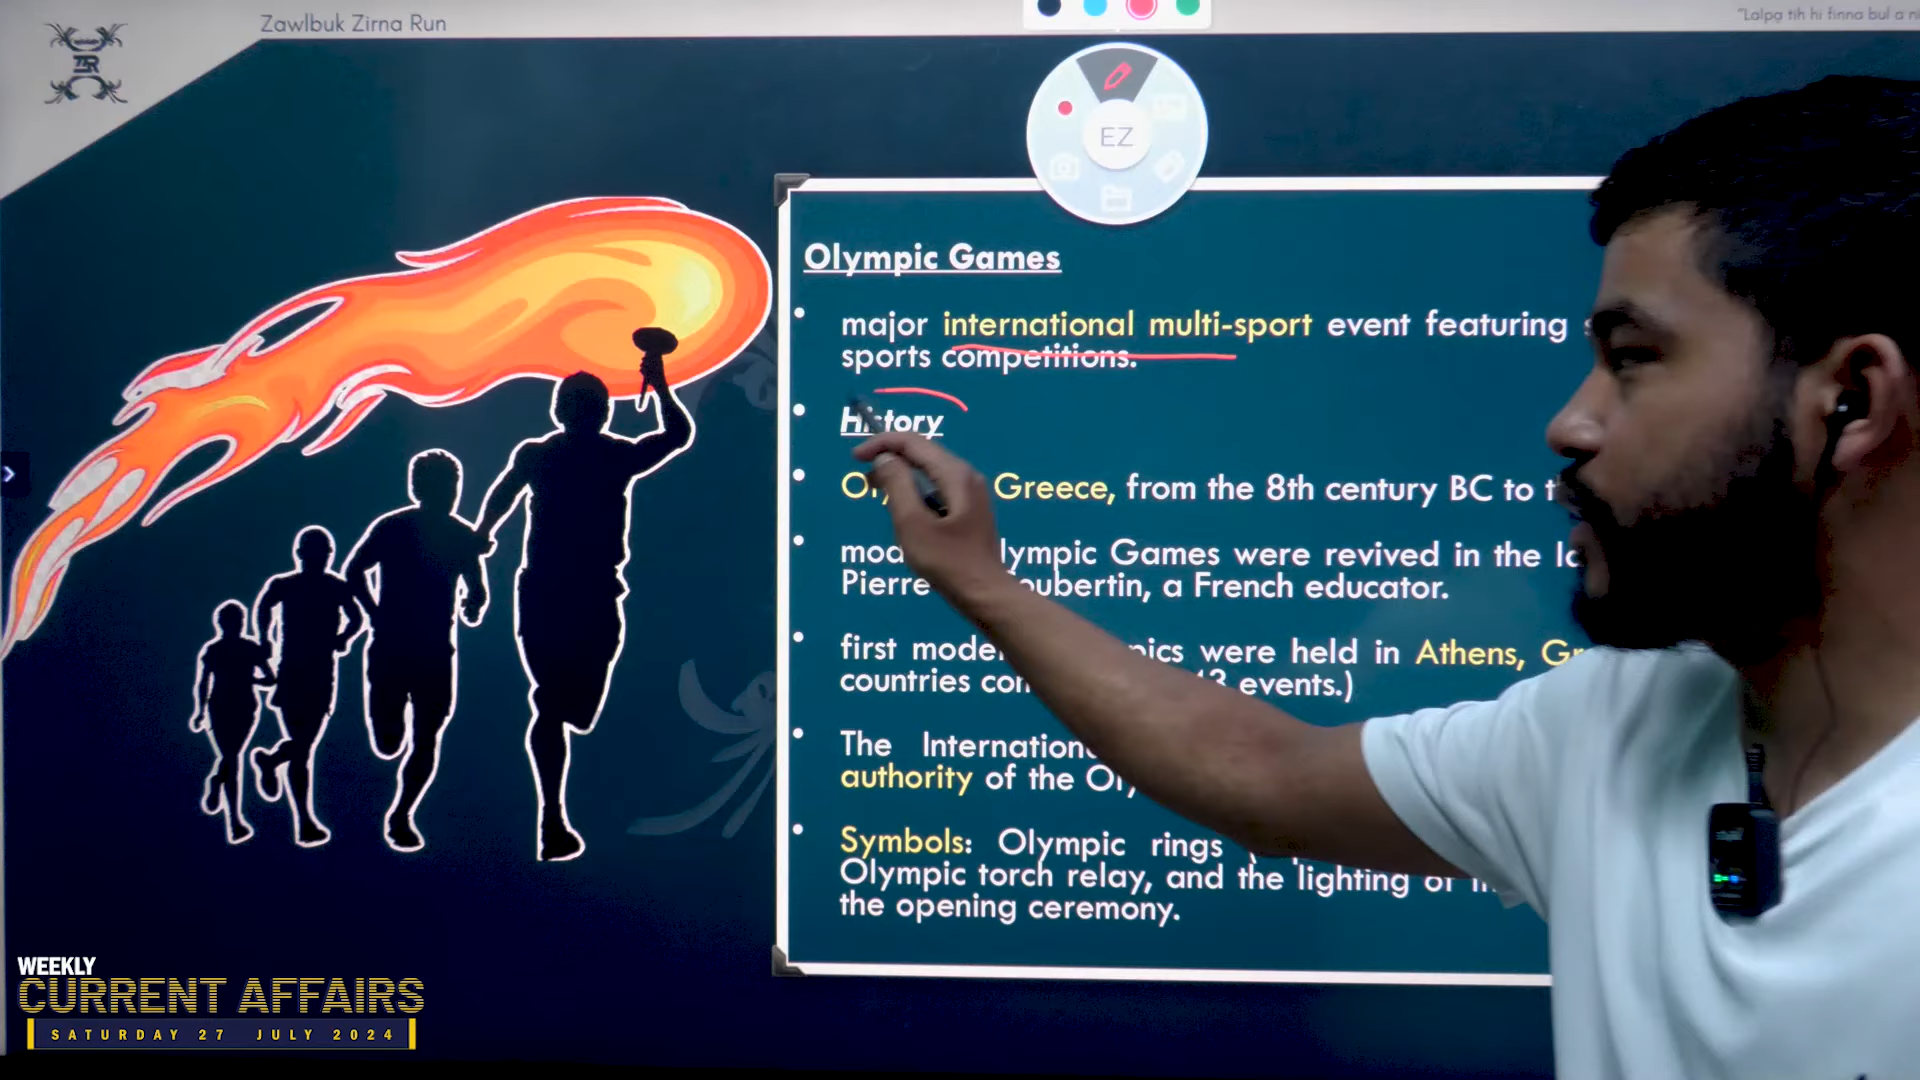 Zawlbuk Zirna Run
"Lalpa tih hi finna bul a
TSR
EZ
Olympic Games
major international multi-sport event featuring
sports competitions.
History
Greece, from the 8th century BC to
lympic Games were revived in the
Pierre oubertin, a French educator.
first held in Athens,
pics were
countries events.)
The
authority of the
Symbols: Olympic rings
Olympic torch relay, and the lighting of
the opening ceremony.
WEEKLY
CURRENT AFFAIRS
SATURDAY 27 JULY 2024